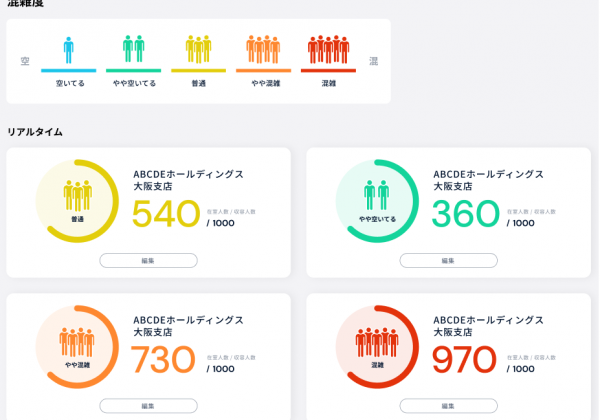 混雑度
空
混
空いてる
やや空いてる
普通
やや混雑
混雑
リアルタイム
ABCDEホールディングス
大阪支店
普通
540
在室人数 / 収容人数
/ 1000
編集
ABCDEホールディングス
大阪支店
やや空いてる
360
在室人数 / 収容人数
/ 1000
編集
ABCDEホールディングス
大阪支店
やや混雑
730
在室人数 / 収容人数
/ 1000
編集
ABCDEホールディングス
大阪支店
混雑
970
在室人数 / 収容人数
/ 1000
編集